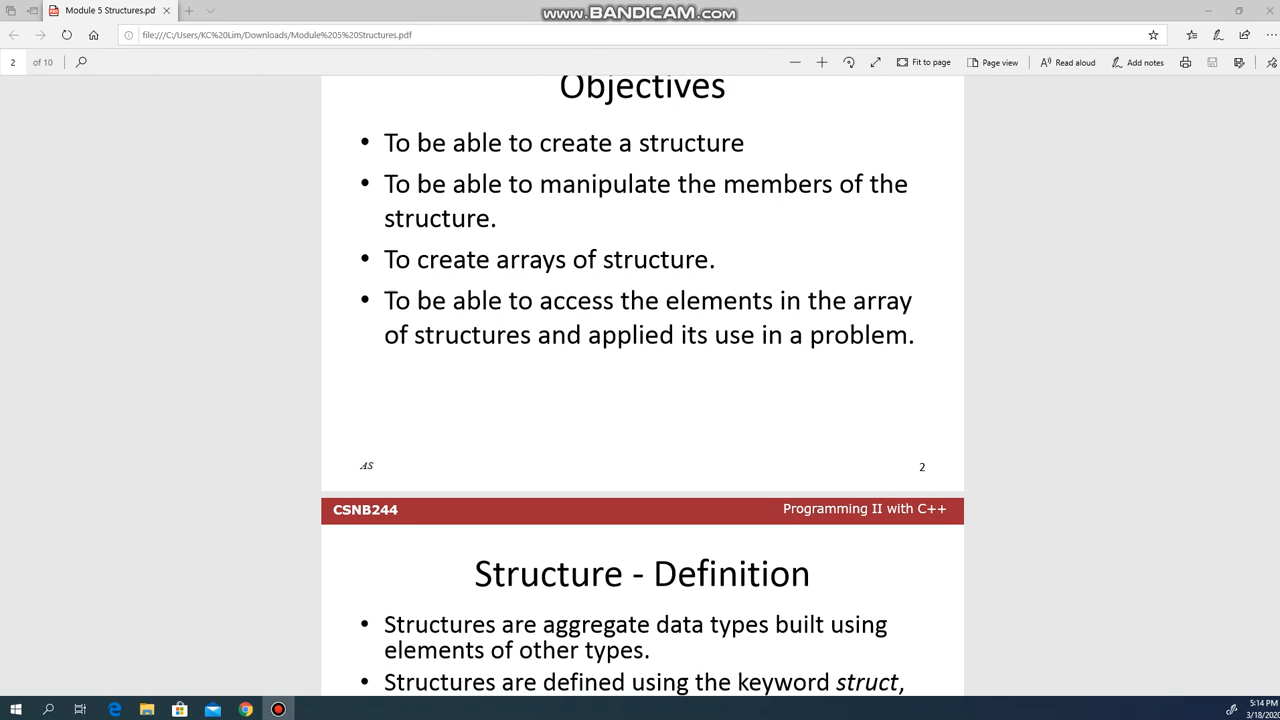 Module 5 Structures.pdf
www.BANDICAM.com
file:///C:/Users/KC%20Lim/Downloads/Module%205%20Structures.pdf
2 of 10 Fit to page Page view Read aloud Add notes
Objectives
• To be able to create a structure
• To be able to manipulate the members of the
structure.
• To create arrays of structure.
• To be able to access the elements in the array
of structures and applied its use in a problem.
AS 2
CSNB244 Programming II with C++
Structure - Definition
• Structures are aggregate data types built using
elements of other types.
• Structures are defined using the keyword struct,
5:14 PM
3/18/2020